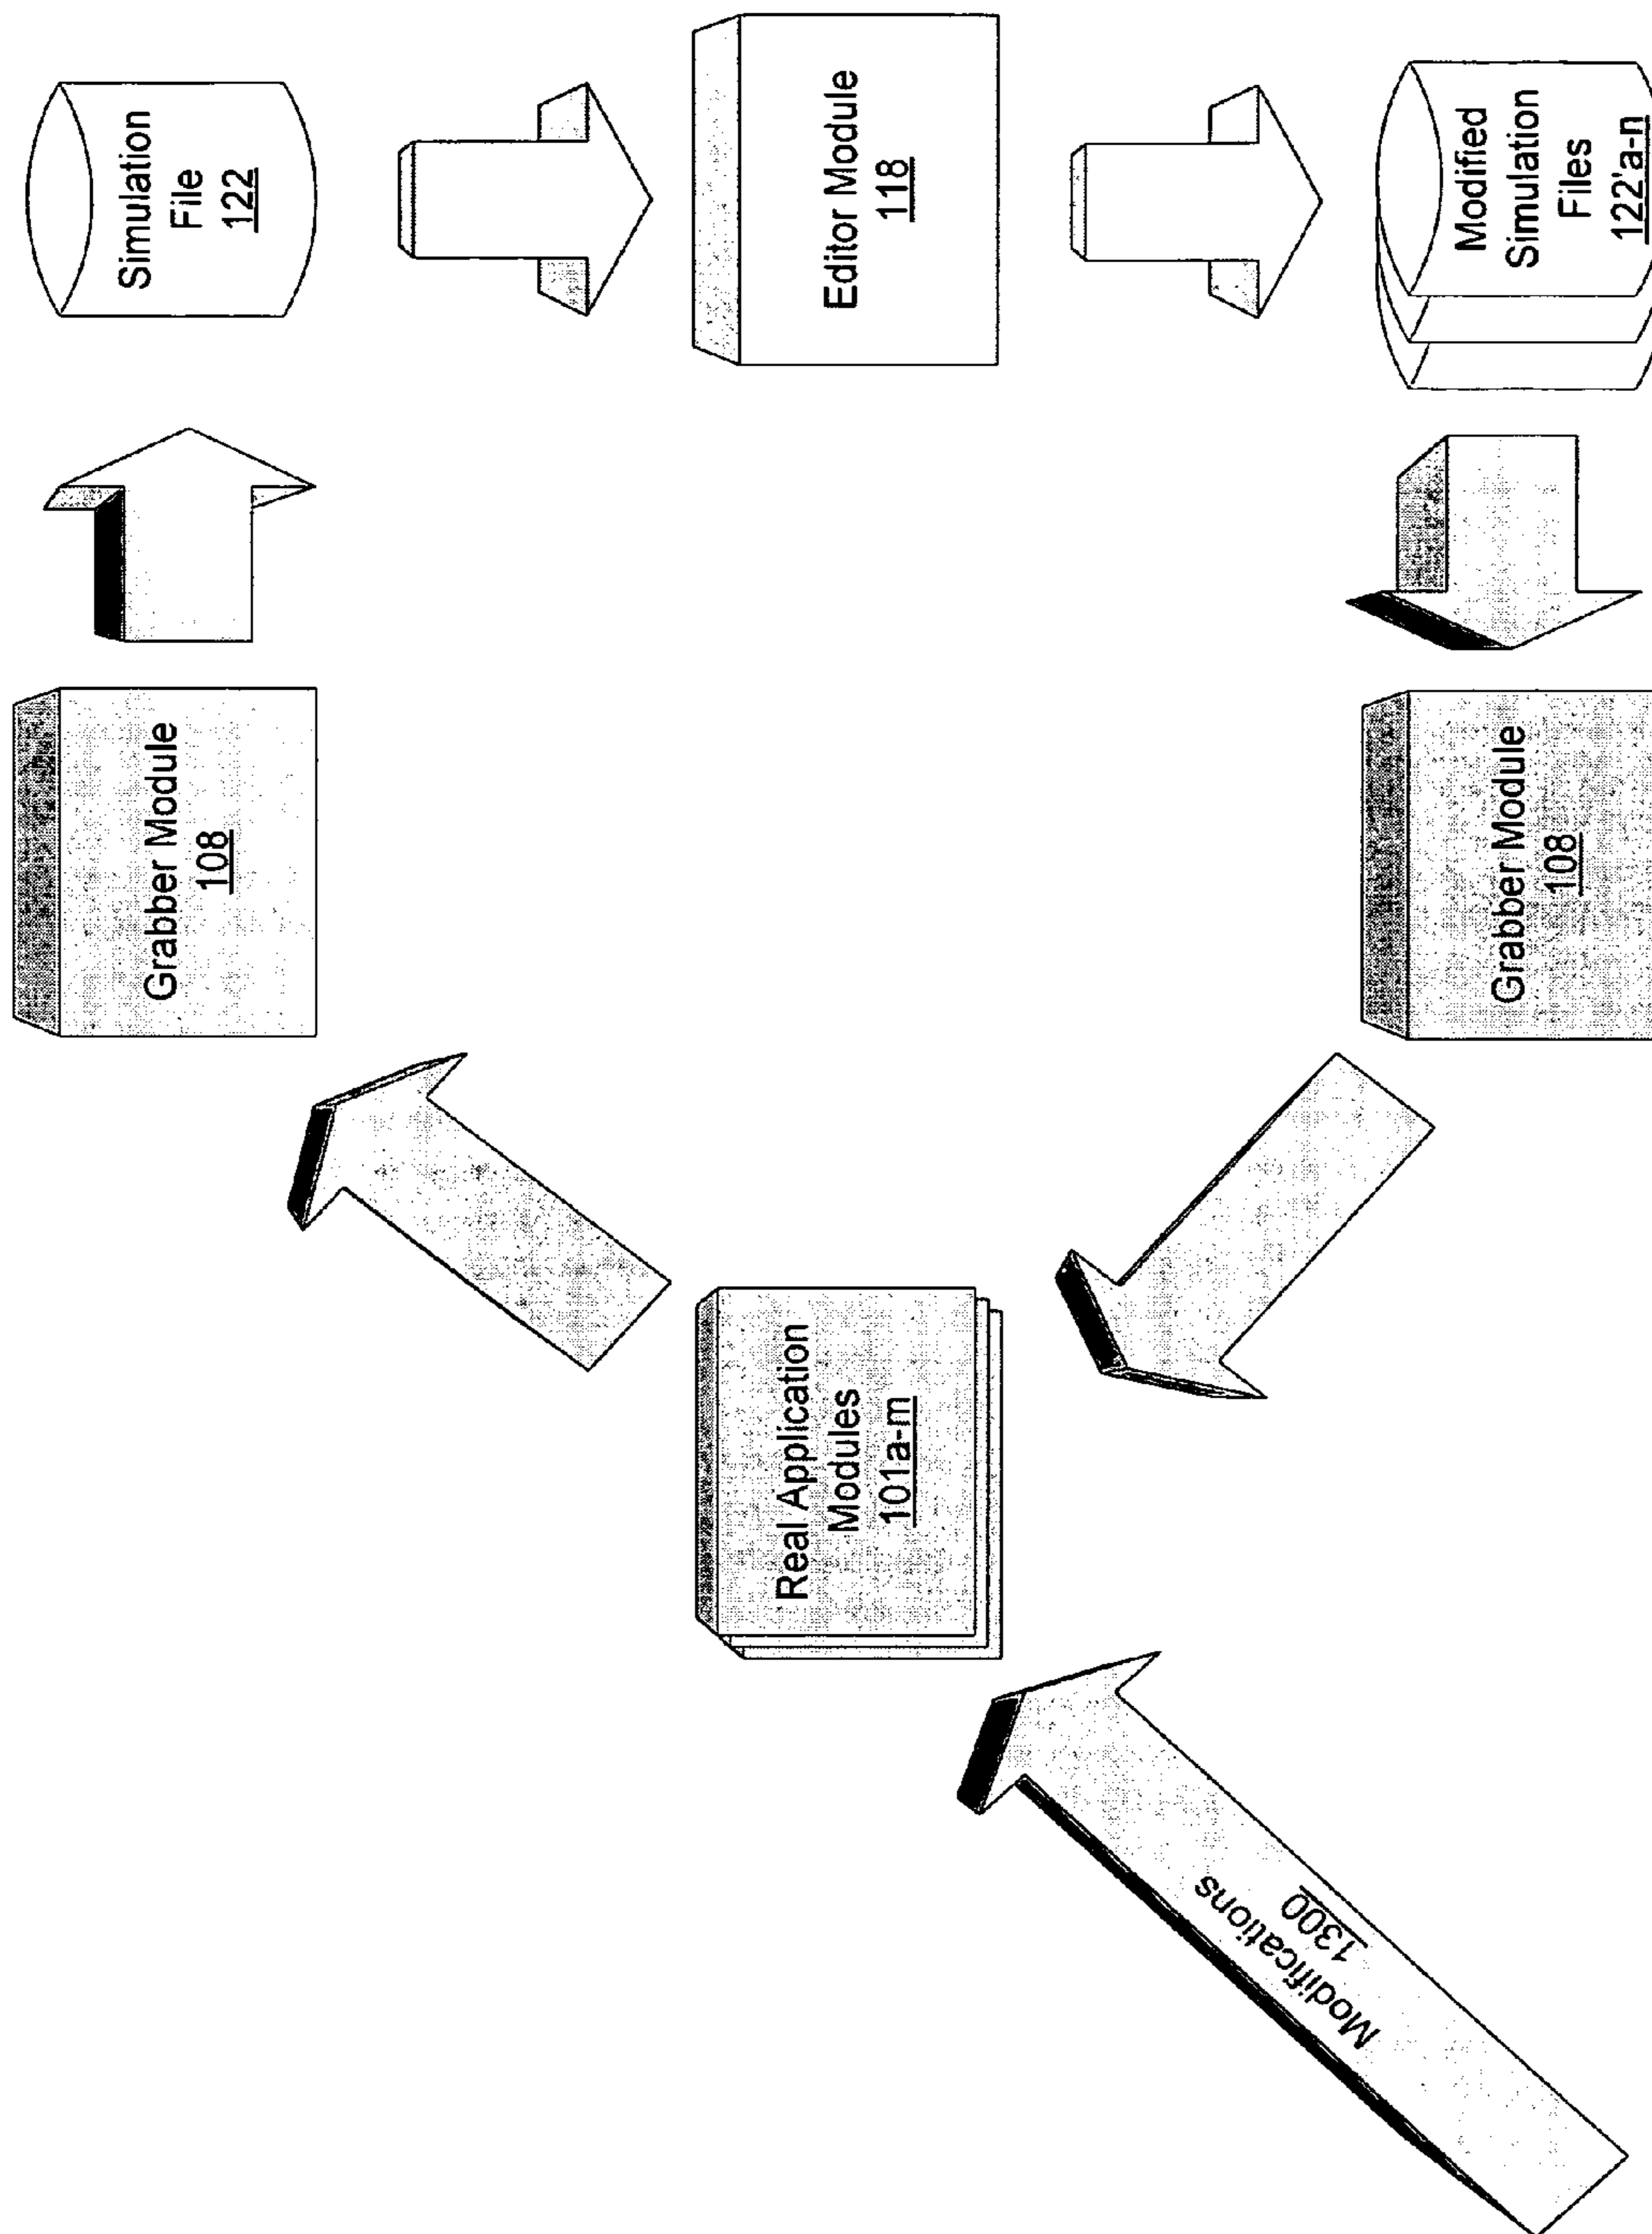 Simulation
File
122
Editor Module
118
Modified
Simulation
Files
122'a-n
Grabber Module
108
Grabber Module
108
Real Application
Modules
101a-m
Modifications
1300